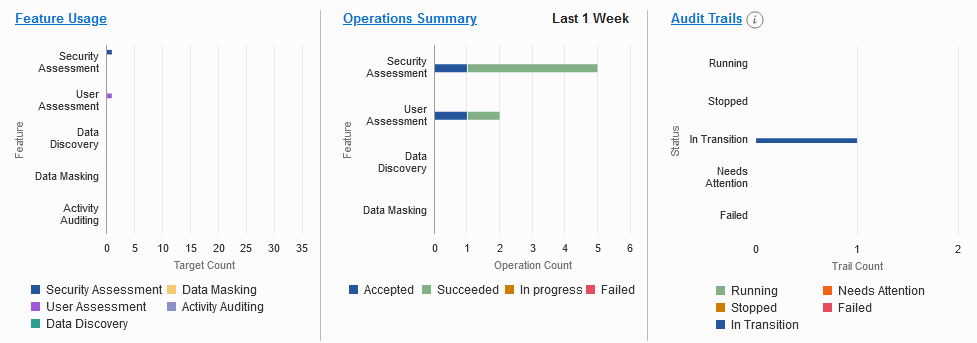 Feature Usage
Feature
Security
Assessment
User
Assessment
Data
Discovery
Data Masking
Activity
Auditing
0 5 10 15 20 25 30 35
Target Count
Security Assessment
Data Masking
User Assessment
Activity Auditing
Data Discovery
Operations Summary
Last 1 Week
Feature
Security
Assessment
User
Assessment
Data
Discovery
Data Masking
0 1 2 3 4 5 6
Operation Count
Accepted
Succeeded
In progress
Failed
Audit Trails
i
Status
Running
Stopped
In Transition
Needs
Attention
Failed
0 1 2
Trail Count
Running
Needs Attention
Stopped
Failed
In Transition